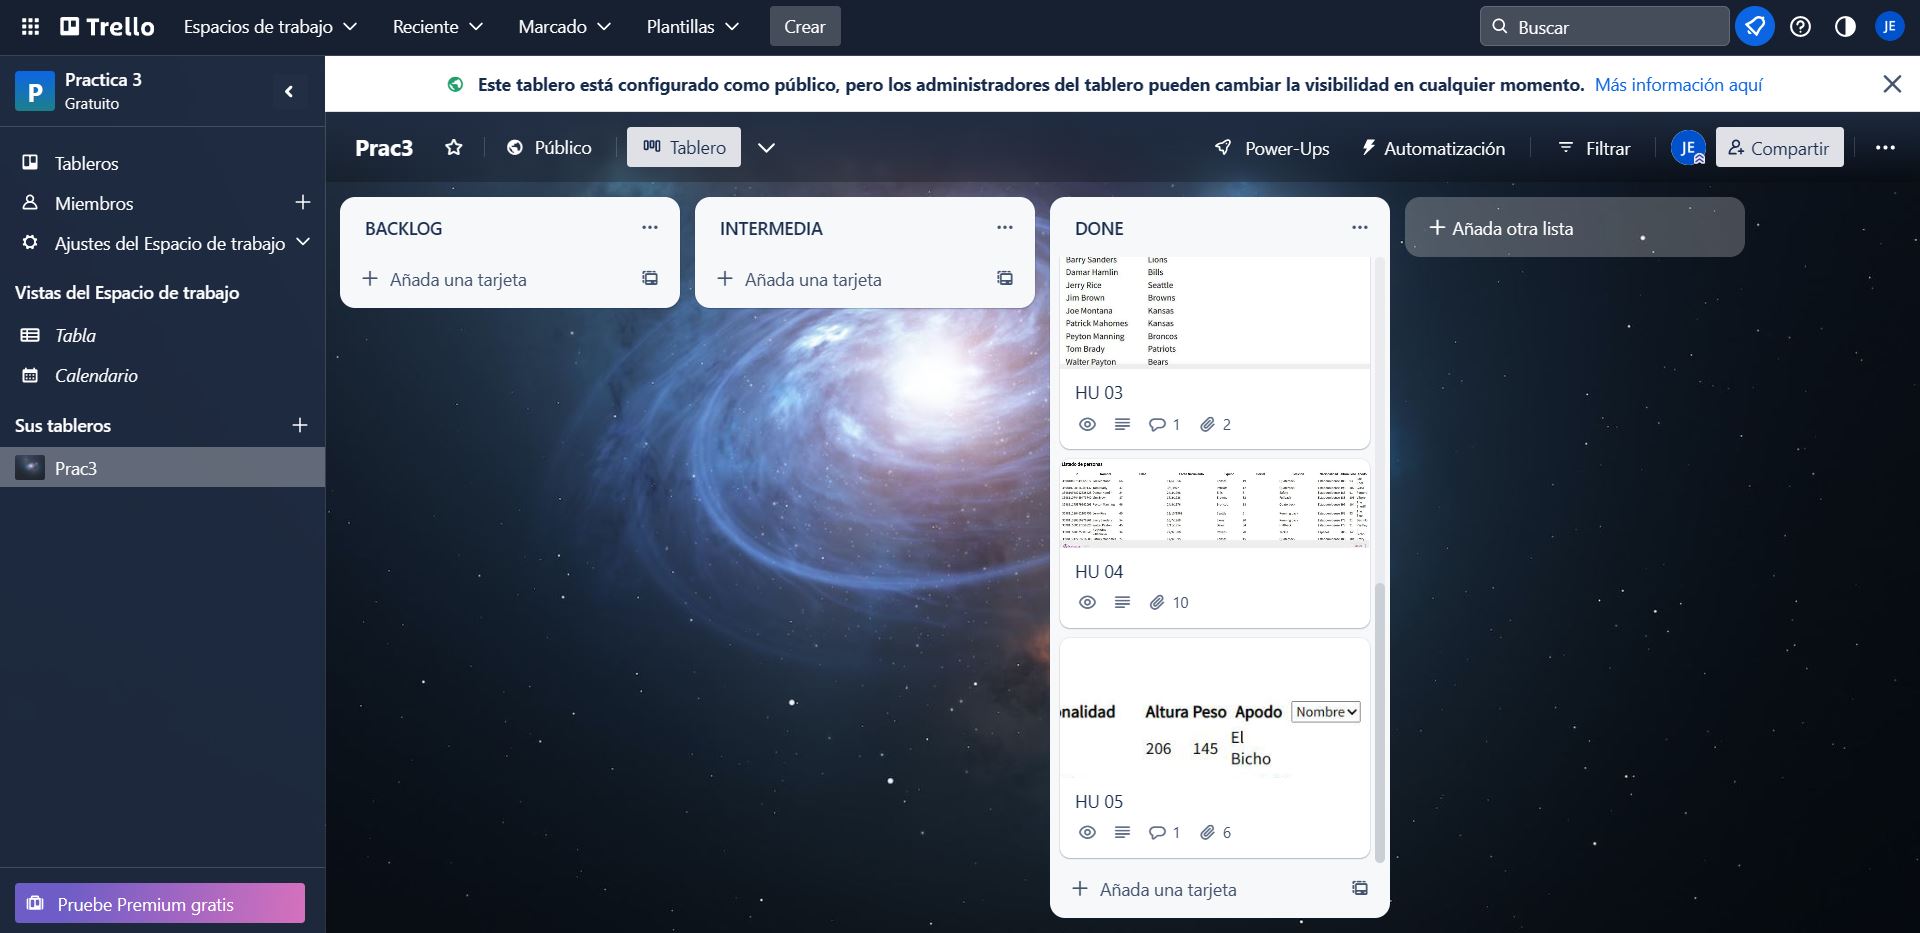 Trello
Espacios de trabajo
Reciente
Marcado
Plantillas
Crear
Buscar
JE
P
Practica 3
Gratuito
Este tablero está configurado como público, pero los administradores del tablero pueden cambiar la visibilidad en cualquier momento. Más información aquí
Tableros
Miembros
Ajustes del Espacio de trabajo
Vistas del Espacio de trabajo
Tabla
Calendario
Sus tableros
Prac3
Pruebe Premium gratis
Prac3
Público
Tablero
Power-Ups
Automatización
Filtrar
JE
Compartir
BACKLOG
Añada una tarjeta
INTERMEDIA
Añada una tarjeta
DONE
Barry Sanders Lions
Damar Hamlin Bills
Jerry Rice Seattle
Jim Brown Browns
Joe Montana Kansas
Patrick Mahomes Kansas
Peyton Manning Broncos
Tom Brady Patriots
Walter Payton Bears
HU 03
1 2
Listado de personas
HU 04
10
onalidad Altura Peso Apodo Nombre
206 145 El
Bicho
HU 05
1 6
Añada una tarjeta
Añada otra lista